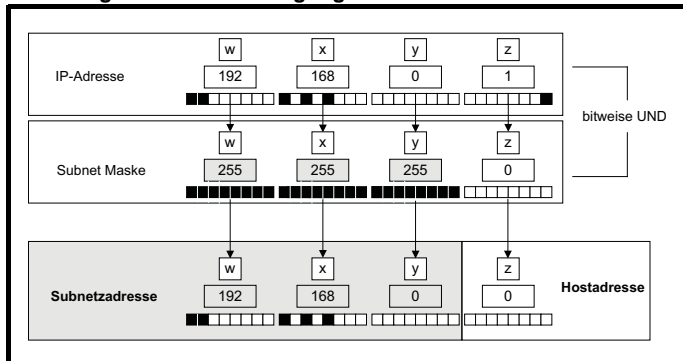 w x y z
IP-Adresse 192 168 0 1
bitweise UND
w x y z
Subnet Maske 255 255 255 0
w x y z
Subnetzadresse 192 168 0 0 Hostadresse